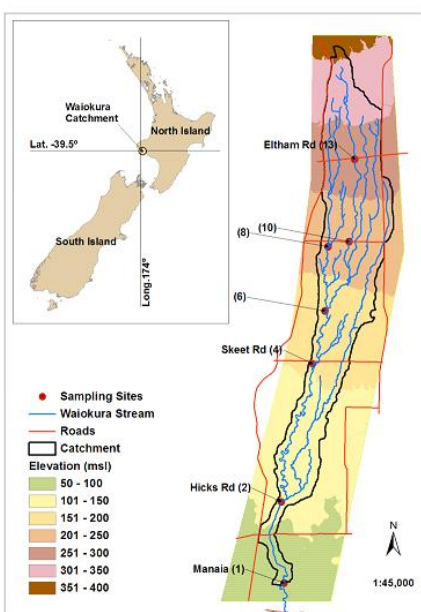 Waiokura
Catchment
North Island
Lat. -39.5º
South Island
Long.174º
Eltham Rd (13)
(10)
(8)
(6)
Skeet Rd (4)
Hicks Rd (2)
Manaia (1)
Sampling Sites
Waiokura Stream
Roads
Catchment
Elevation (msl)
50 - 100
101 - 150
151 - 200
201 - 250
251 - 300
301 - 350
351 - 400
N
1:45,000